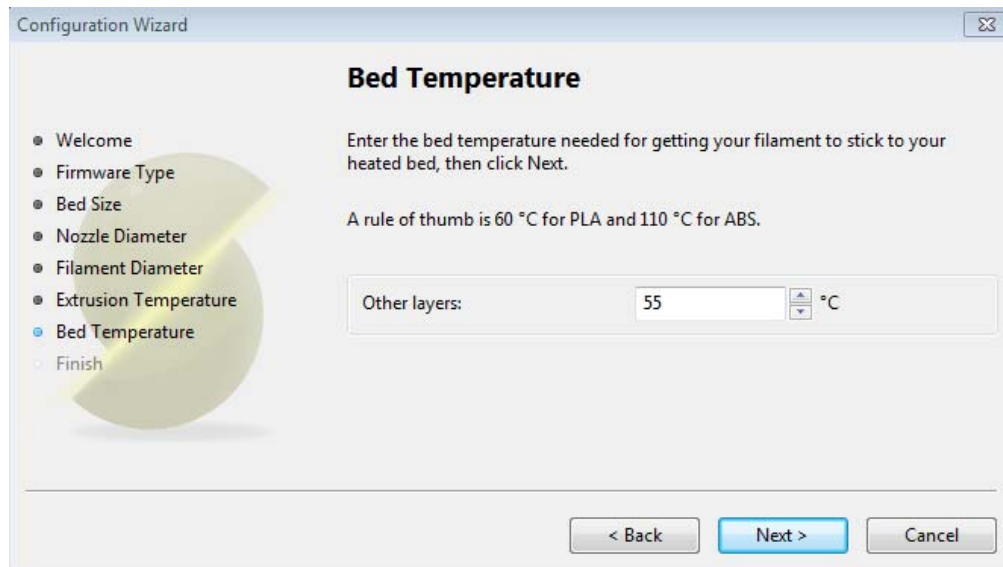 Configuration Wizard
Bed Temperature
Welcome
Firmware Type
Bed Size
Nozzle Diameter
Filament Diameter
Extrusion Temperature
Bed Temperature
Finish
Enter the bed temperature needed for getting your filament to stick to your
heated bed, then click Next.
A rule of thumb is 60 °C for PLA and 110 °C for ABS.
Other layers: 55 °C
< Back Next > Cancel